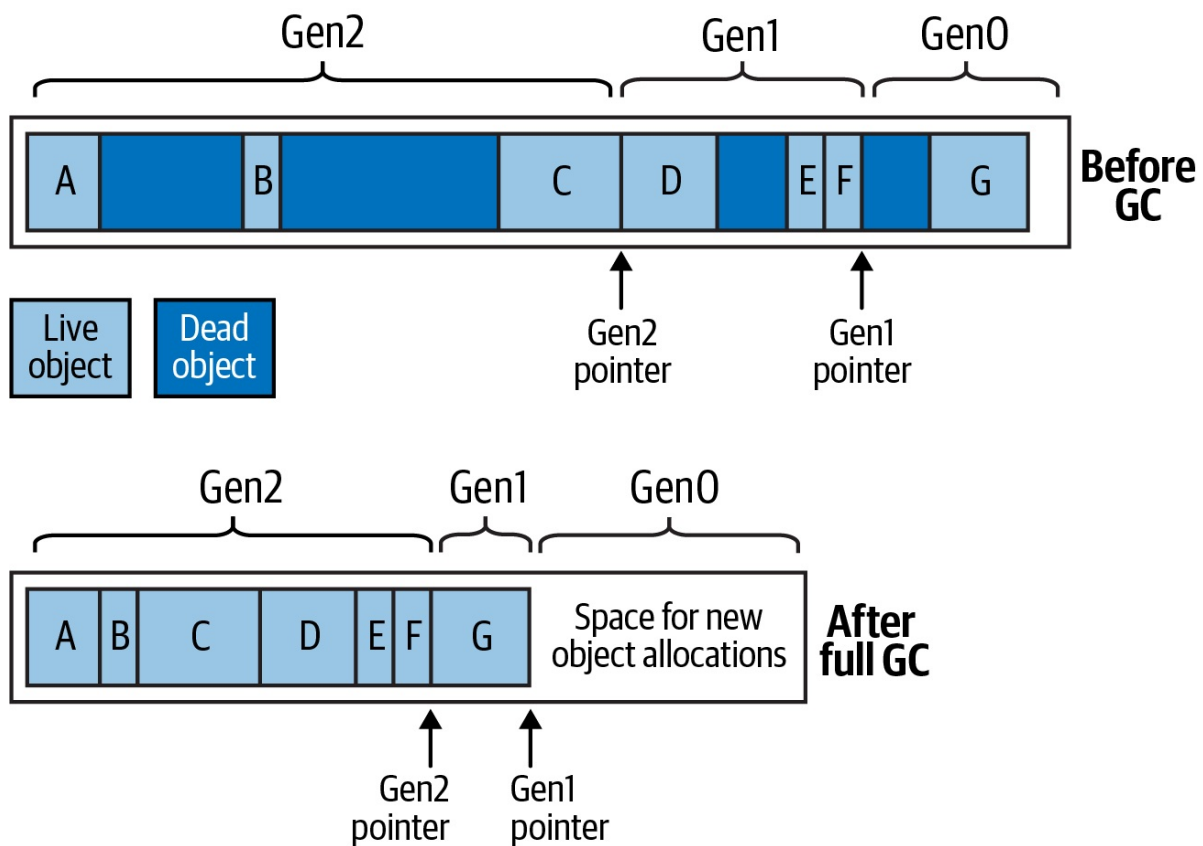 Gen2
Gen1
Gen0
A
B
C
D
E
F
G
Before
GC
Live
object
Dead
object
Gen2
pointer
Gen1
pointer
Gen2
Gen1
Gen0
A
B
C
D
E
F
G
Space for new
object allocations
After
full GC
Gen2
pointer
Gen1
pointer